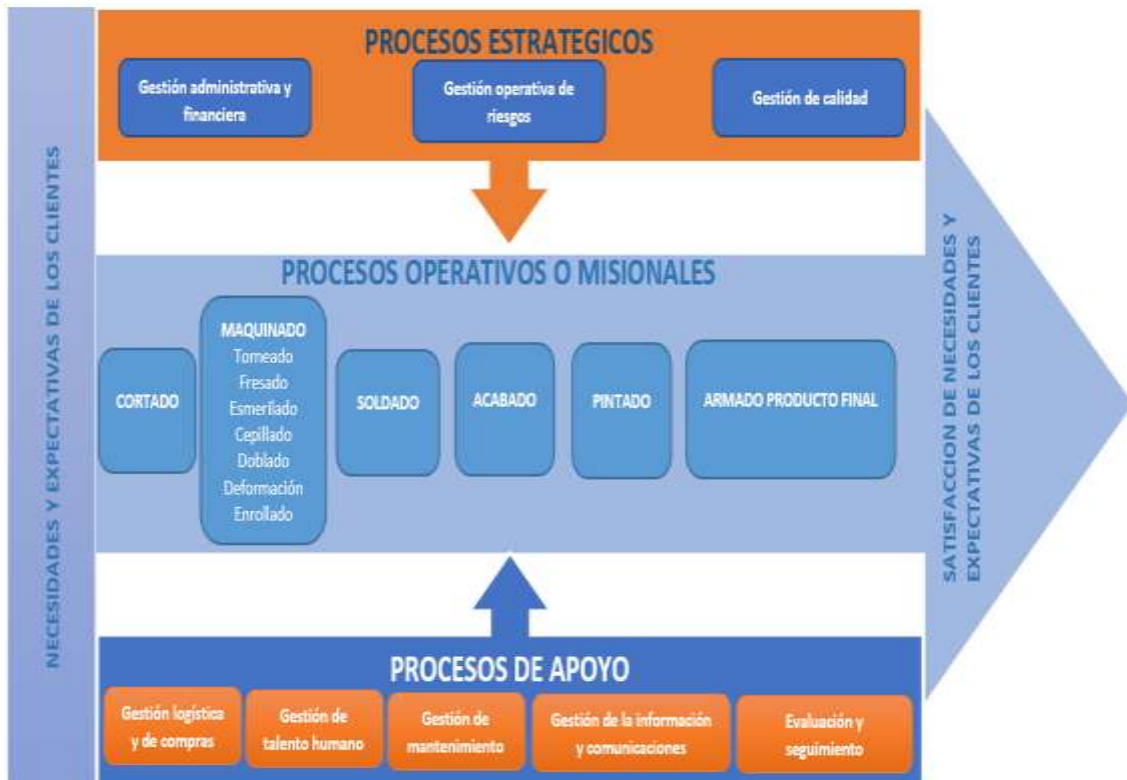 NECESIDADES Y EXPECTATIVAS DE LOS CLIENTES
PROCESOS ESTRATEGICOS
Gestión administrativa y
financiera
Gestión operativa de
riesgos
Gestión de calidad
PROCESOS OPERATIVOS O MISIONALES
CORTADO
MAQUINADO
Torneado
Fresado
Esmerilado
Cepillado
Doblado
Deformación
Enrollado
SOLDADO
ACABADO
PINTADO
ARMADO PRODUCTO FINAL
PROCESOS DE APOYO
Gestión logística
y de compras
Gestión de
talento humano
Gestión de
mantenimiento
Gestión de la información
y comunicaciones
Evaluación y
seguimiento
SATISFACCION DE NECESIDADES Y
EXPECTATIVAS DE LOS CLIENTES